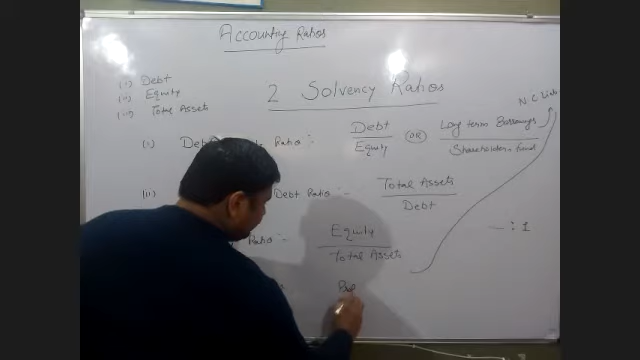 Accounting Ratios
(i) Debt
(ii) Equity
(iii) Total Assets
2 Solvency Ratios
N.C Liab
(i) Debt Ratio :- Debt / Equity (OR) Long term Borrowings / Shareholders fund
(ii) Debt Ratio :- Total Assets / Debt
Ratio :- Equity / Total Assets
— : 1